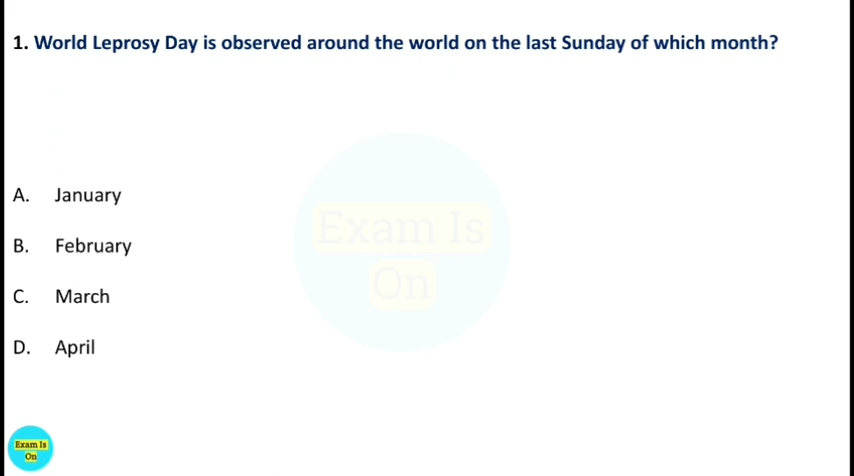 1. World Leprosy Day is observed around the world on the last Sunday of which month?
A. January
Exam Is
B. February
On
C. March
D. April
Exam Is
On